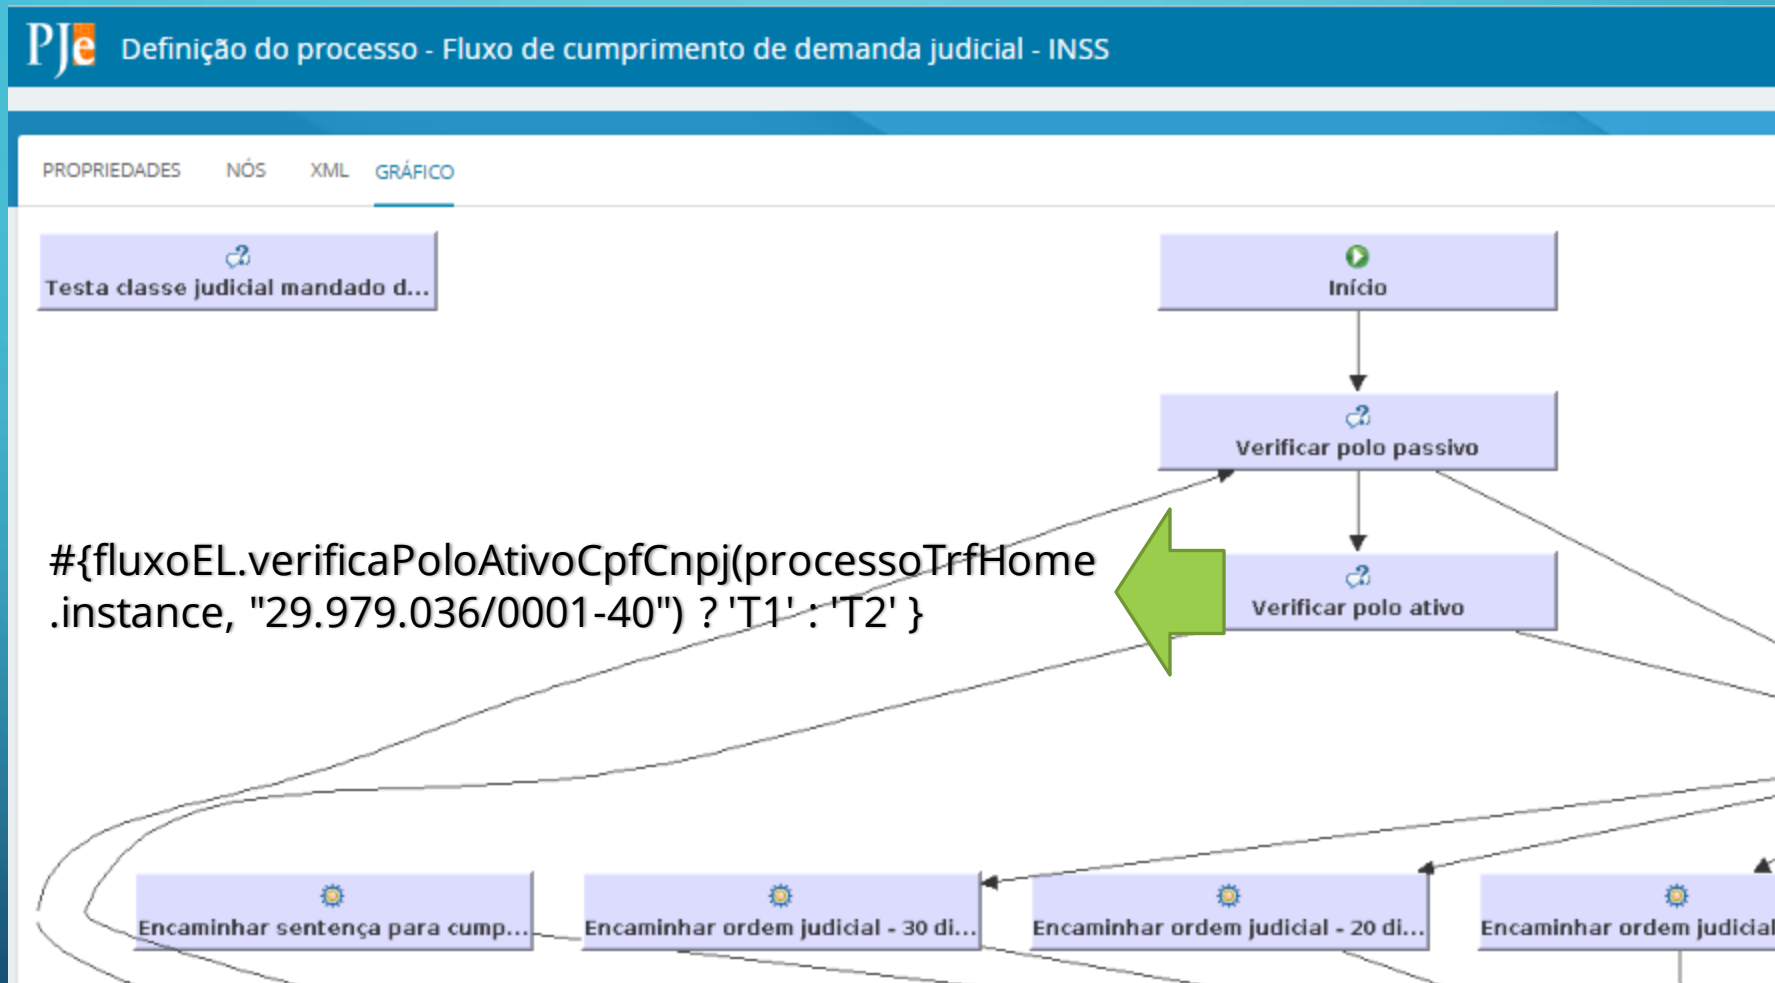 PJe Definição do processo - Fluxo de cumprimento de demanda judicial - INSS
PROPRIEDADES NÓS XML GRÁFICO
Testa classe judicial mandado d...
Início
Verificar polo passivo
#{fluxoEL.verificaPoloAtivoCpfCnpj(processoTrfHome
.instance, "29.979.036/0001-40") ? 'T1' : 'T2' }
Verificar polo ativo
Encaminhar sentença para cump...
Encaminhar ordem judicial - 30 di...
Encaminhar ordem judicial - 20 di...
Encaminhar ordem judicial